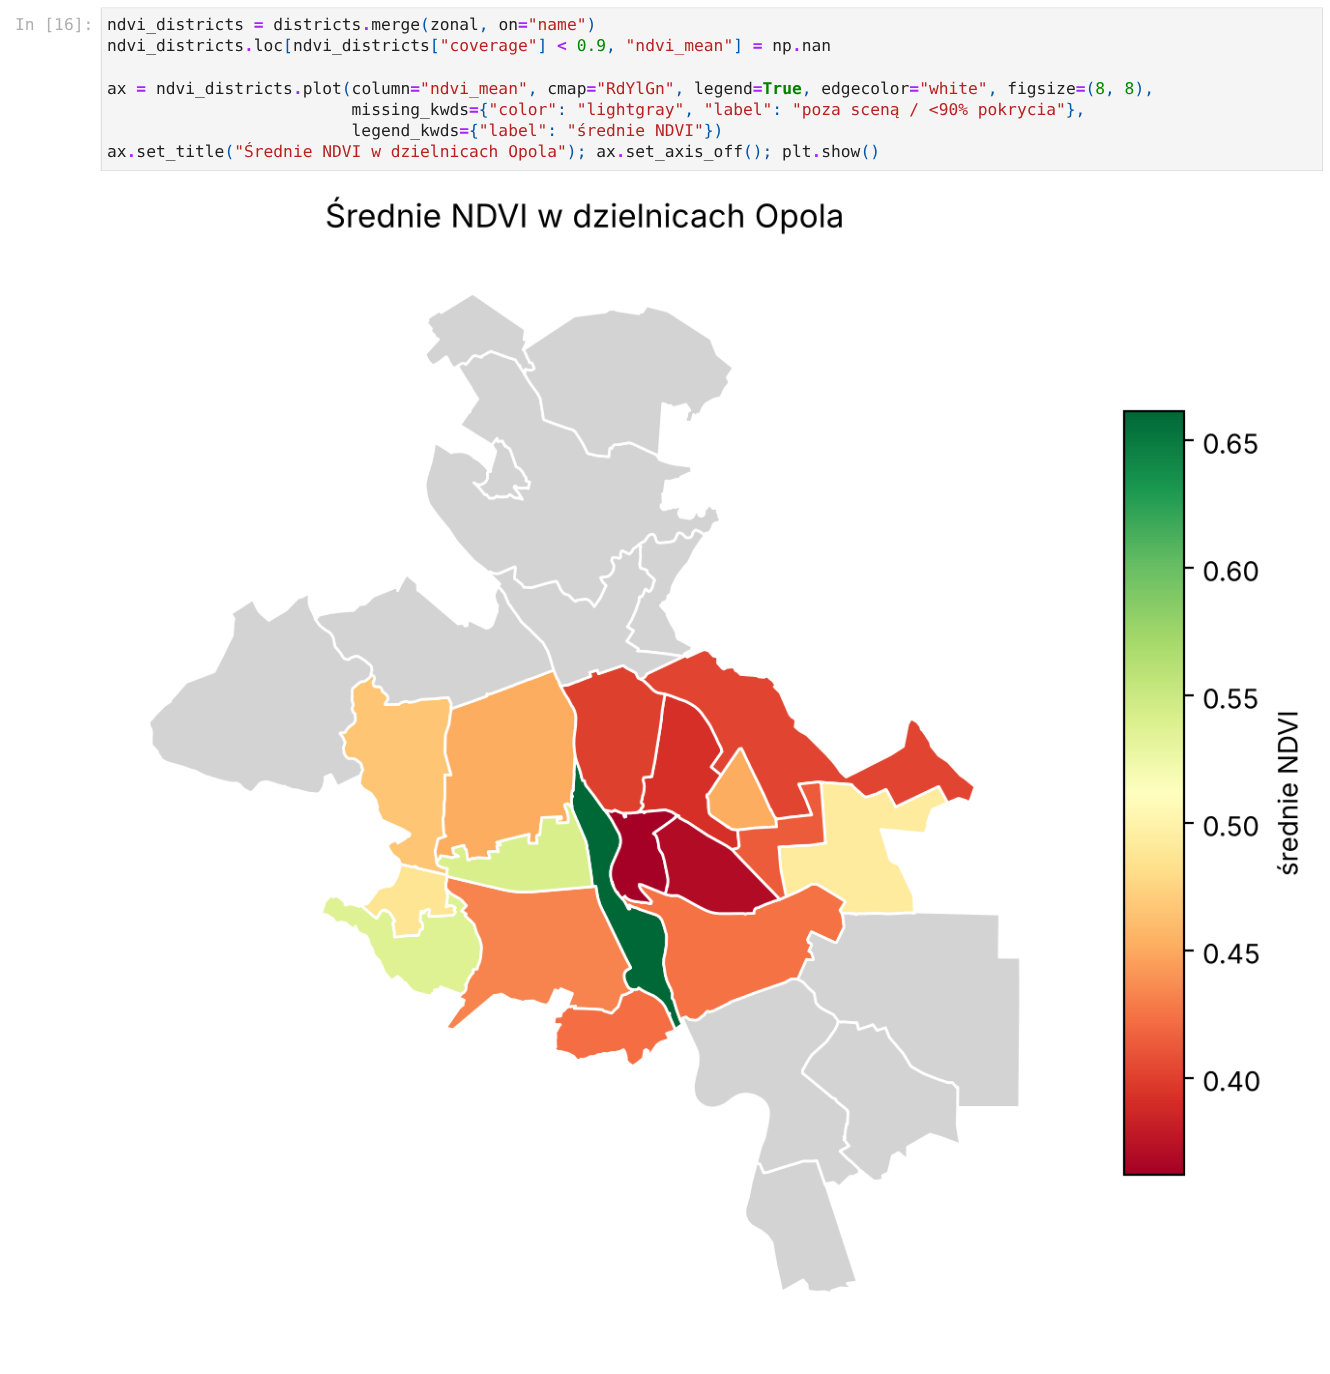 In [16]:
ndvi_districts = districts.merge(zonal, on="name")
ndvi_districts.loc[ndvi_districts["coverage"] < 0.9, "ndvi_mean"] = np.nan
ax = ndvi_districts.plot(column="ndvi_mean", cmap="RdYlGn", legend=True, edgecolor="white", figsize=(8, 8),
missing_kwds={"color": "lightgray", "label": "poza sceną / <90% pokrycia"},
legend_kwds={"label": "średnie NDVI"})
ax.set_title("Średnie NDVI w dzielnicach Opola"); ax.set_axis_off(); plt.show()
Średnie NDVI w dzielnicach Opola
0.65
0.60
0.55
0.50
0.45
0.40
średnie NDVI